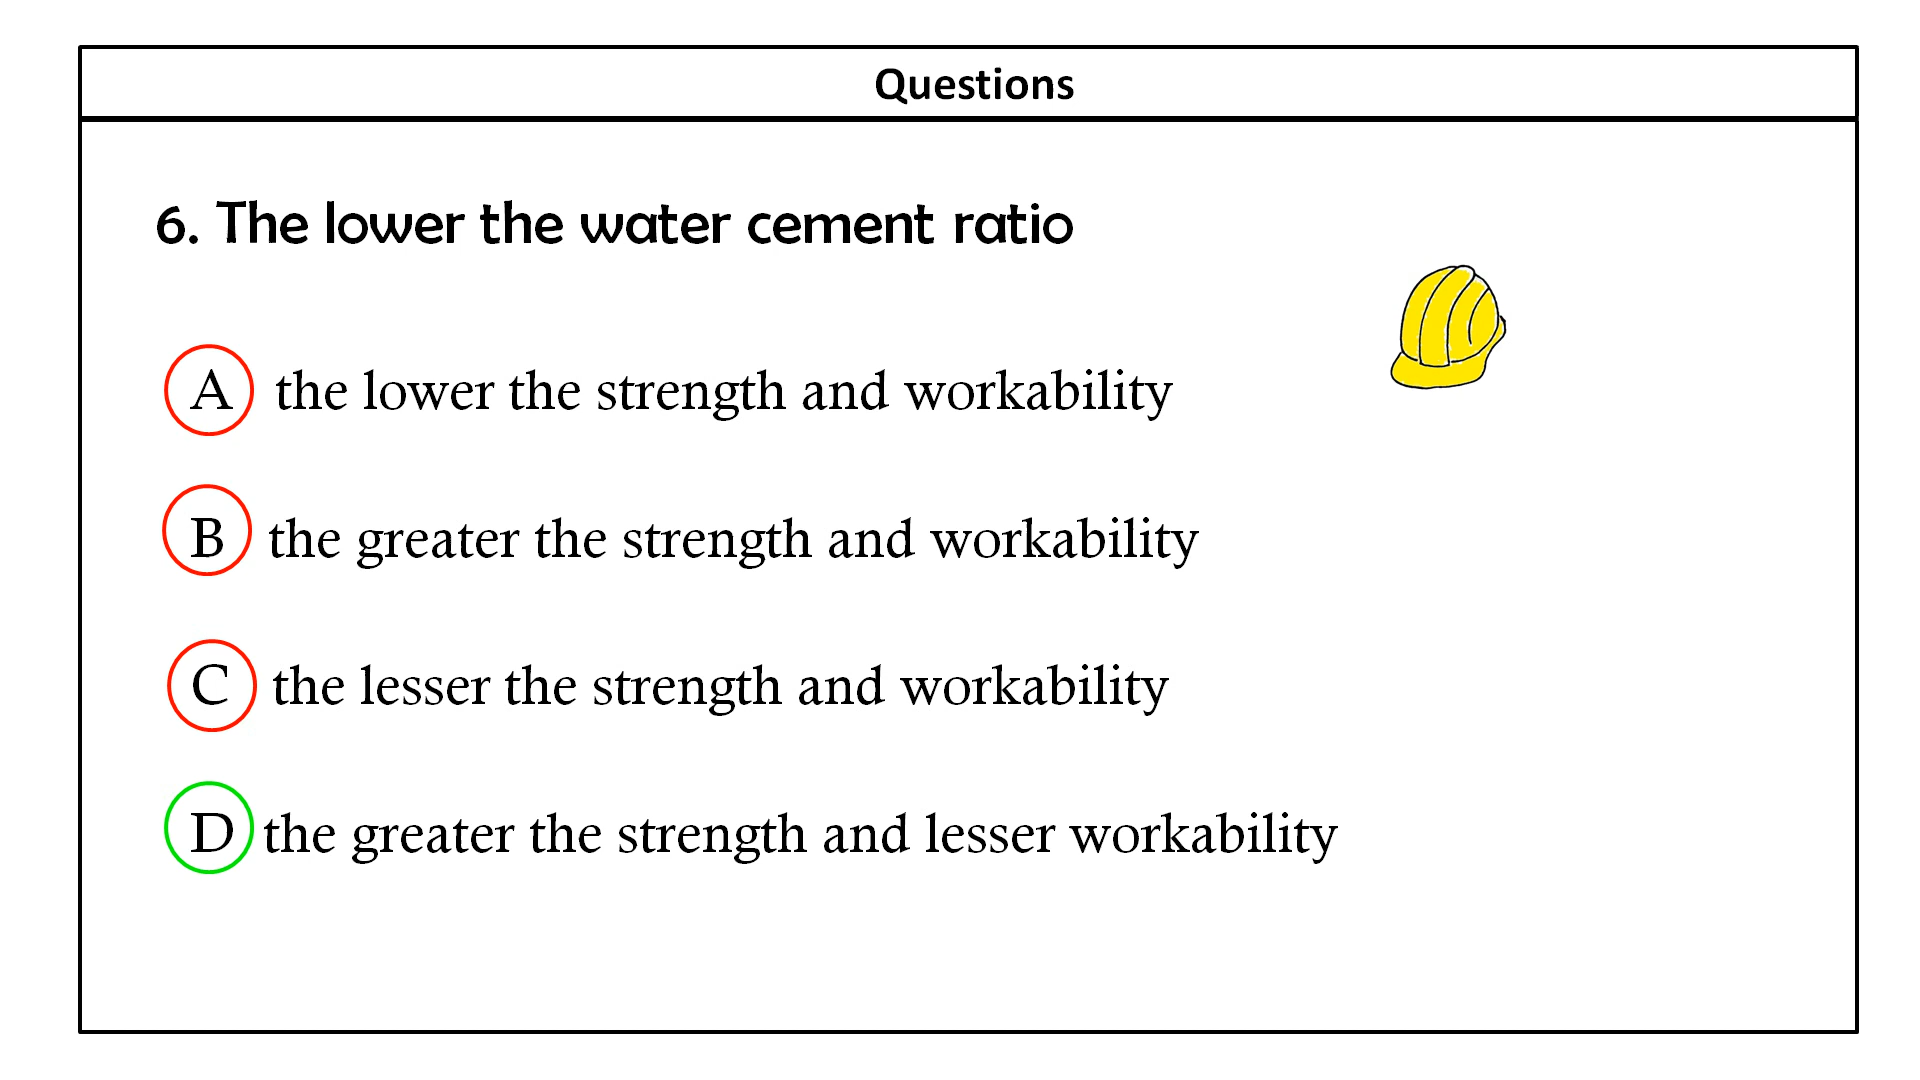 Questions
6. The lower the water cement ratio
A the lower the strength and workability
B the greater the strength and workability
C the lesser the strength and workability
D the greater the strength and lesser workability